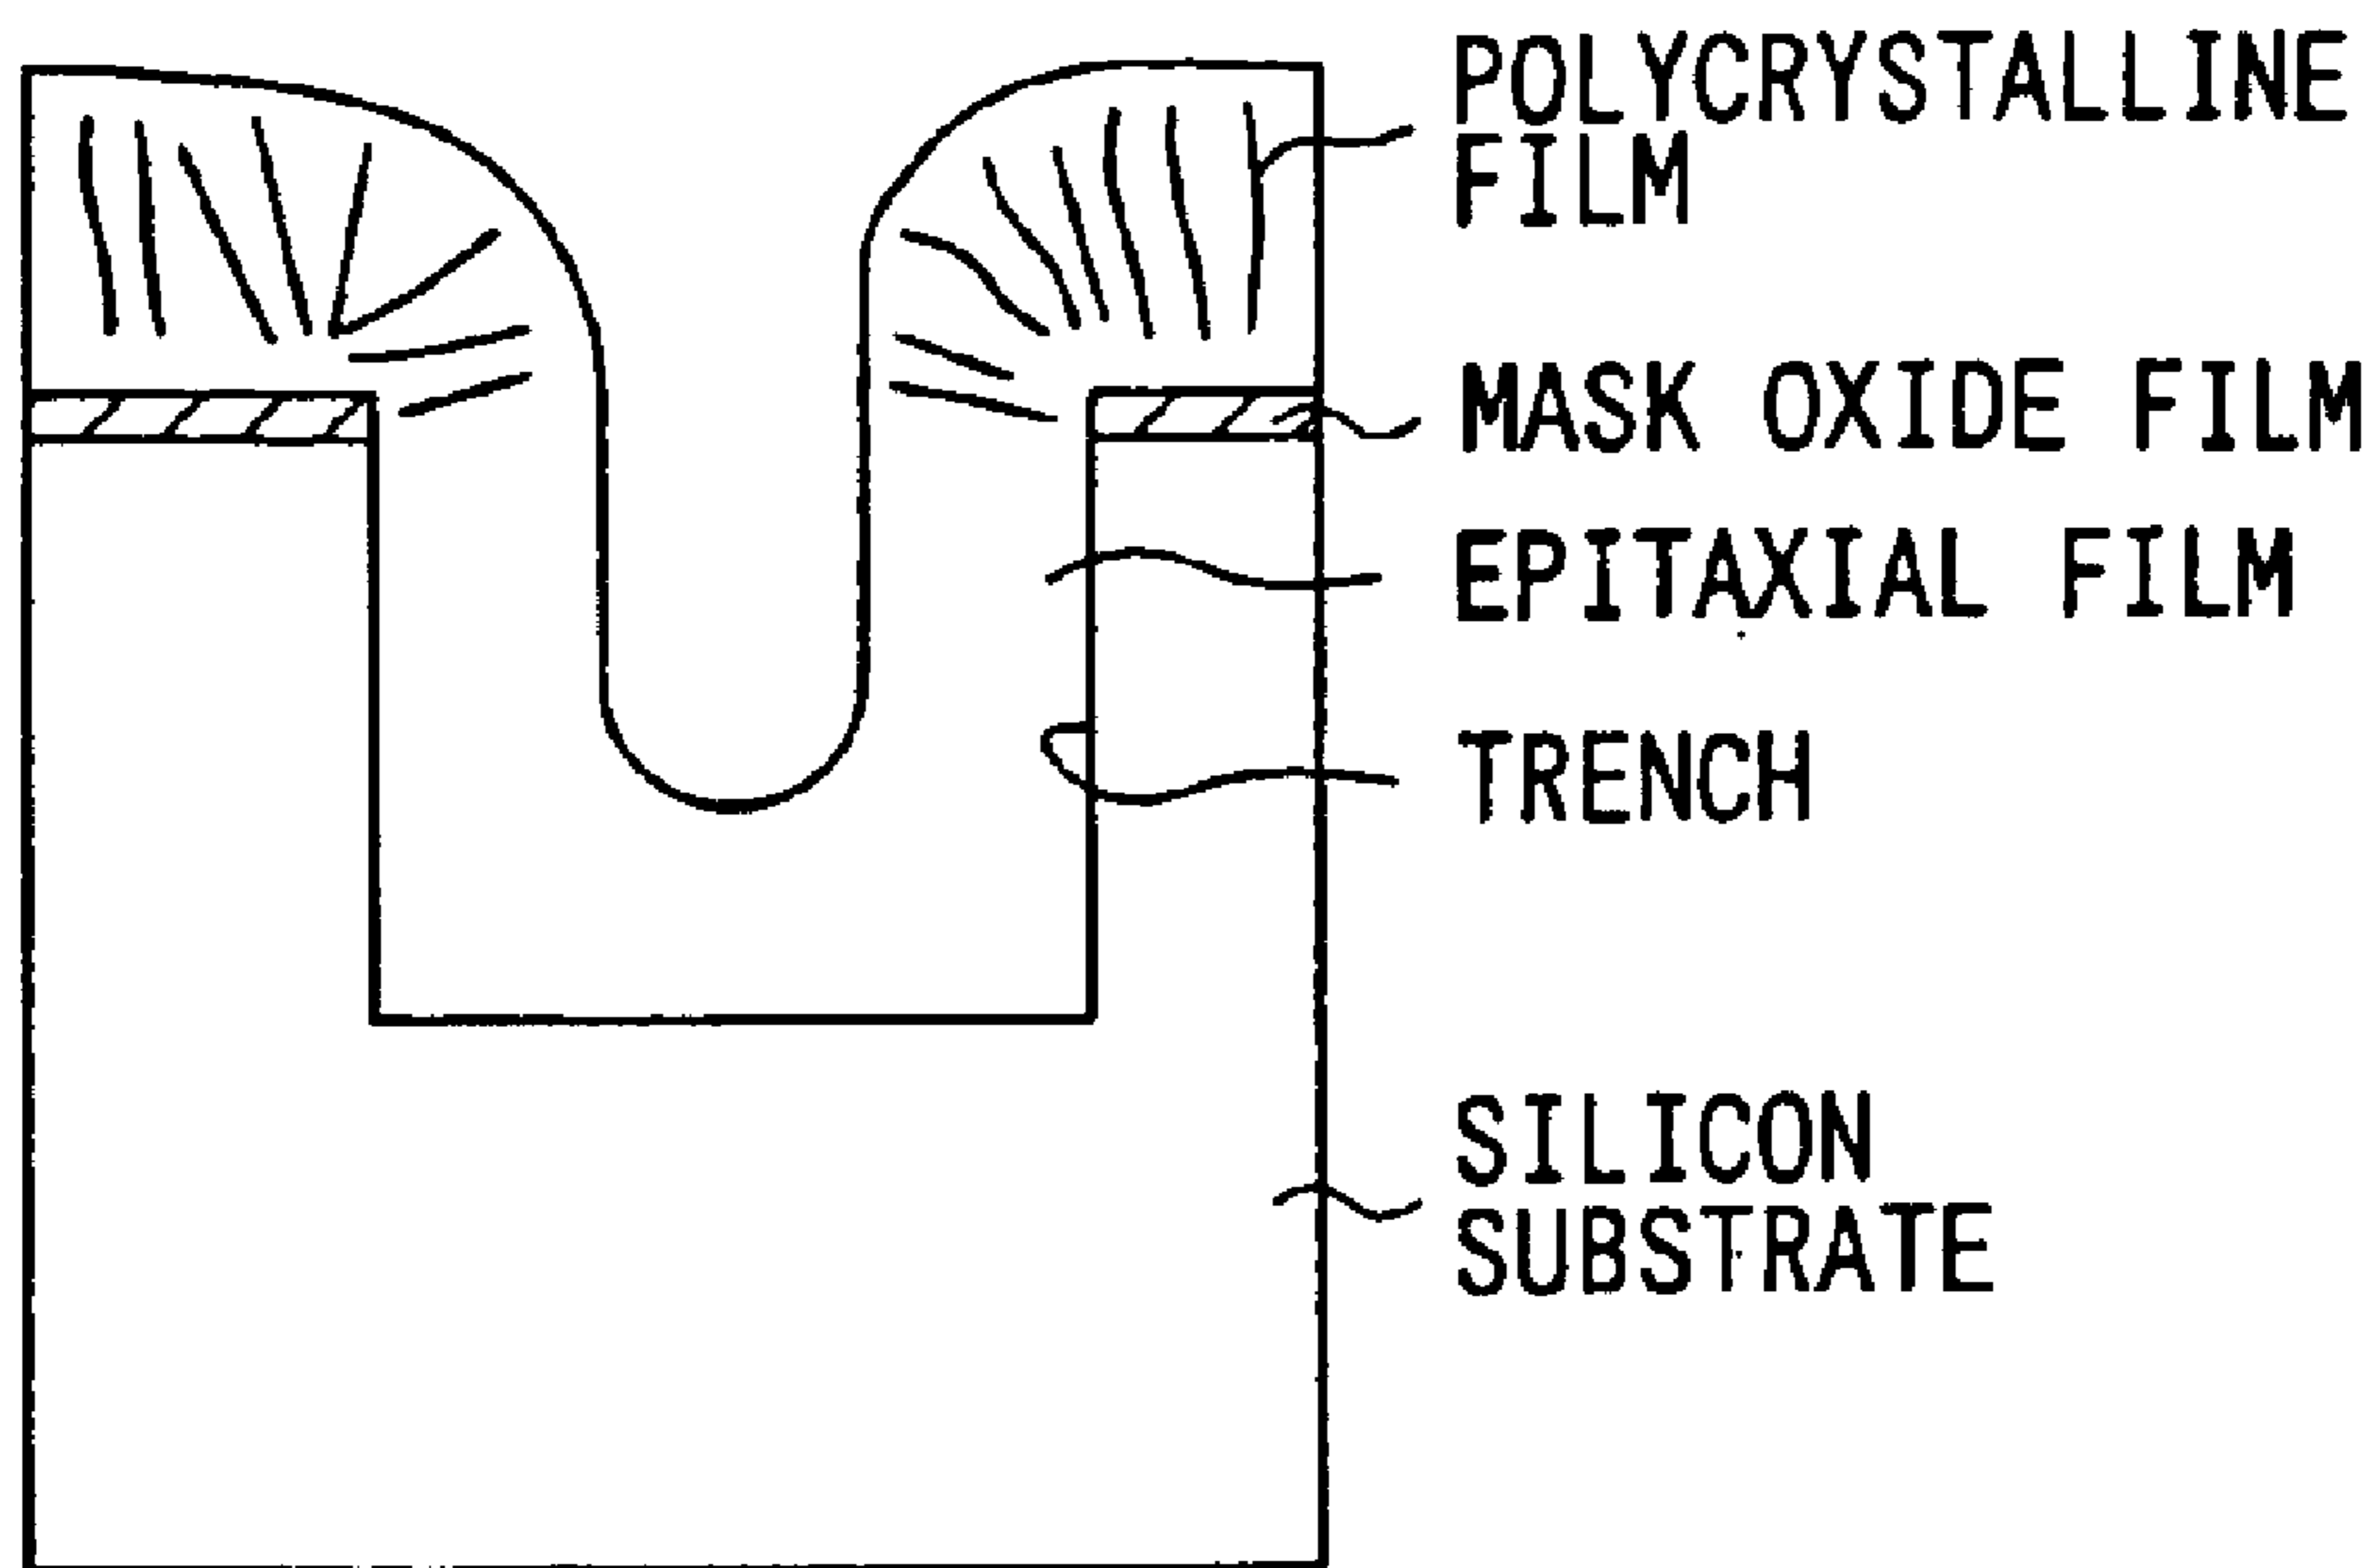 POLYCRYSTALLINE
FILM
MASK OXIDE FILM
EPITAXIAL FILM
TRENCH
SILICON
SUBSTRATE